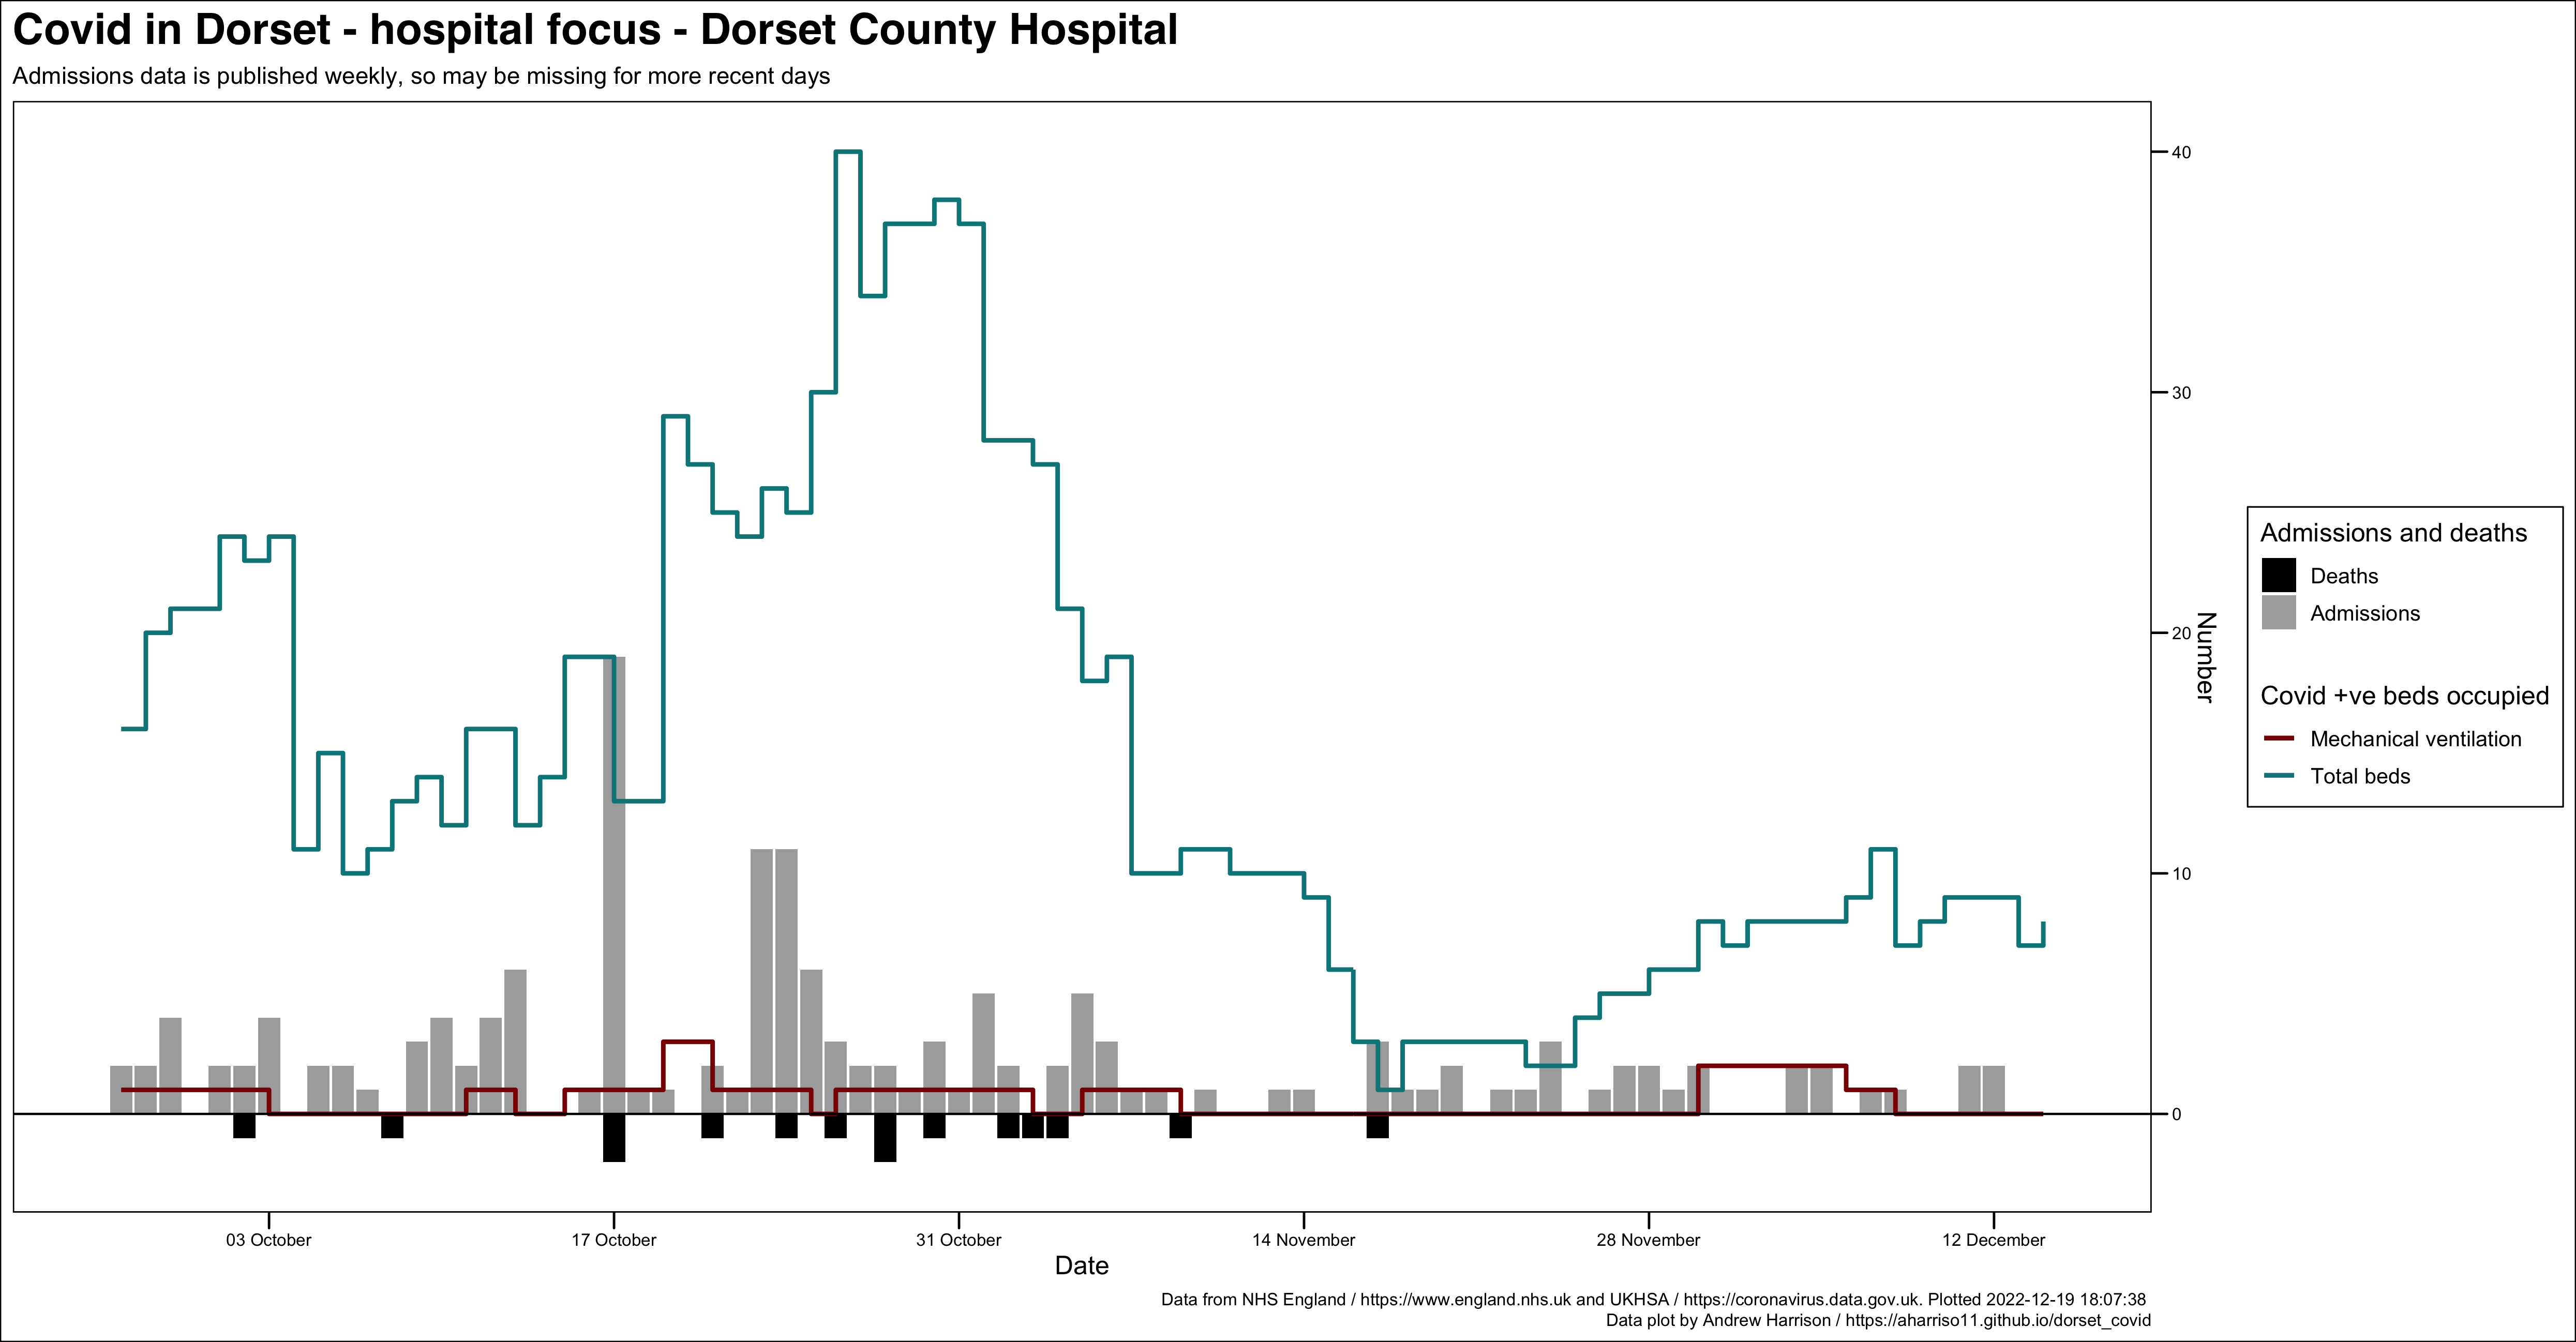 Covid in Dorset - hospital focus - Dorset County Hospital
Admissions data is published weekly, so may be missing for more recent days
40
30
20
10
0
Number
Admissions and deaths
Deaths
Admissions
Covid +ve beds occupied
Mechanical ventilation
Total beds
03 October
17 October
31 October
14 November
28 November
12 December
Date
Data from NHS England / https://www.england.nhs.uk and UKHSA / https://coronavirus.data.gov.uk. Plotted 2022-12-19 18:07:38
Data plot by Andrew Harrison / https://aharriso11.github.io/dorset_covid